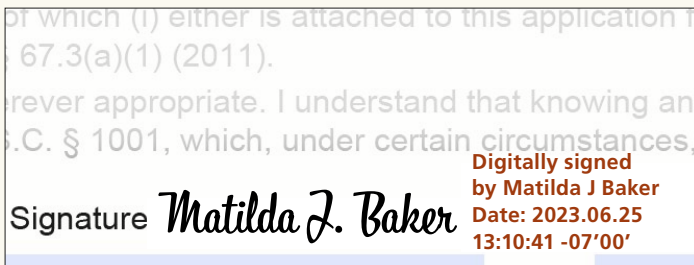 of which (i) either is attached to this application f
§ 67.3(a)(1) (2011).
rever appropriate. I understand that knowing an
S.C. § 1001, which, under certain circumstances,
Signature Matilda J. Baker
Digitally signed
by Matilda J Baker
Date: 2023.06.25
13:10:41 -07’00’